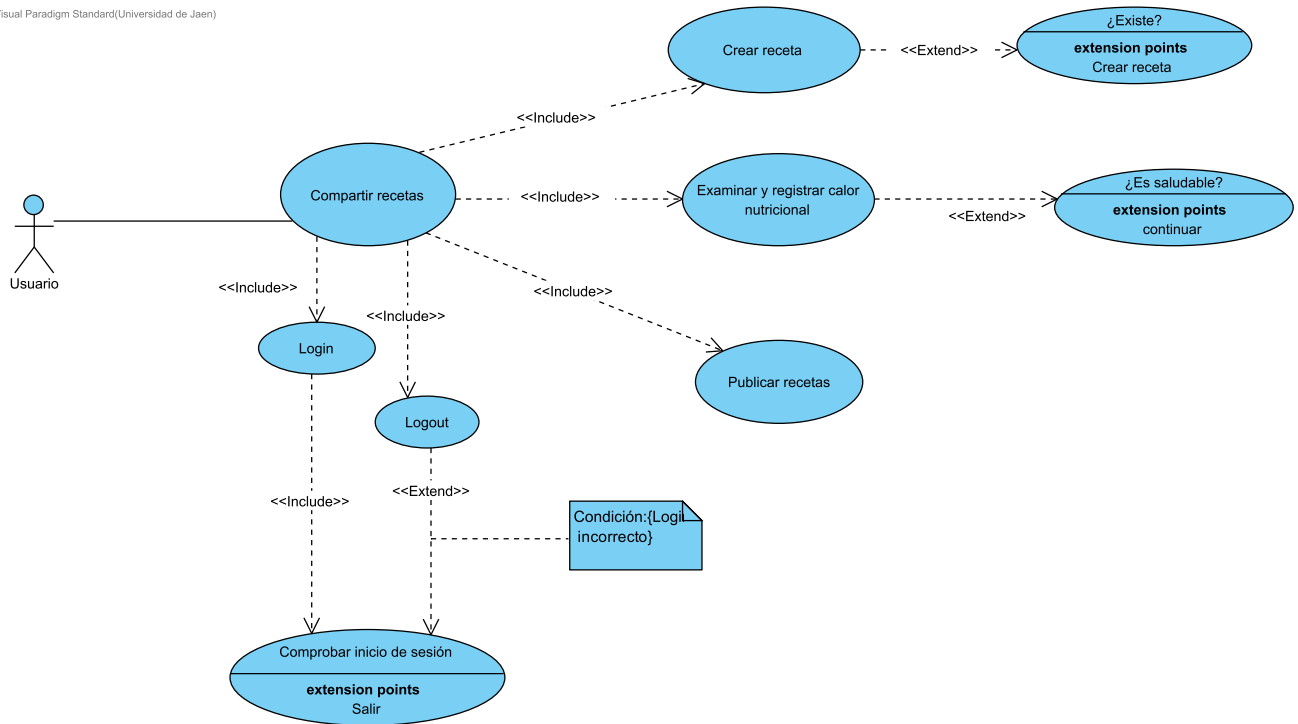 Visual Paradigm Standard(Universidad de Jaen)
¿Existe?
extension points
Crear receta
Crear receta
<<Extend>>
<<Include>>
Compartir recetas
<<Include>>
Examinar y registrar calor
nutricional
<<Extend>>
¿Es saludable?
extension points
continuar
Usuario
<<Include>>
<<Include>>
<<Include>>
Login
Publicar recetas
Logout
<<Include>>
<<Extend>>
Condición:{Login
incorrecto}
Comprobar inicio de sesión
extension points
Salir